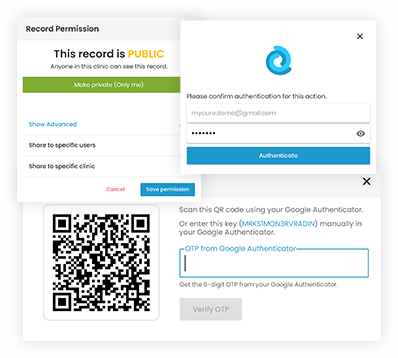 Record Permission
This record is PUBLIC
Anyone in this clinic can see this record.
Make private (Only me)
Show Advanced
Share to specific users
Share to specific clinic
Cancel
Save permission
Please confirm authentication for this action.
myoure.demo@gmail.com
•••••••
Authenticate
Scan this QR code using your Google Authenticator.
Or enter this key (MRKS1MON3RVRADIN) manually in
your Google Authenticator.
OTP from Google Authenticator
Get the 6-digit OTP from your Google Authenticator.
Verify OTP